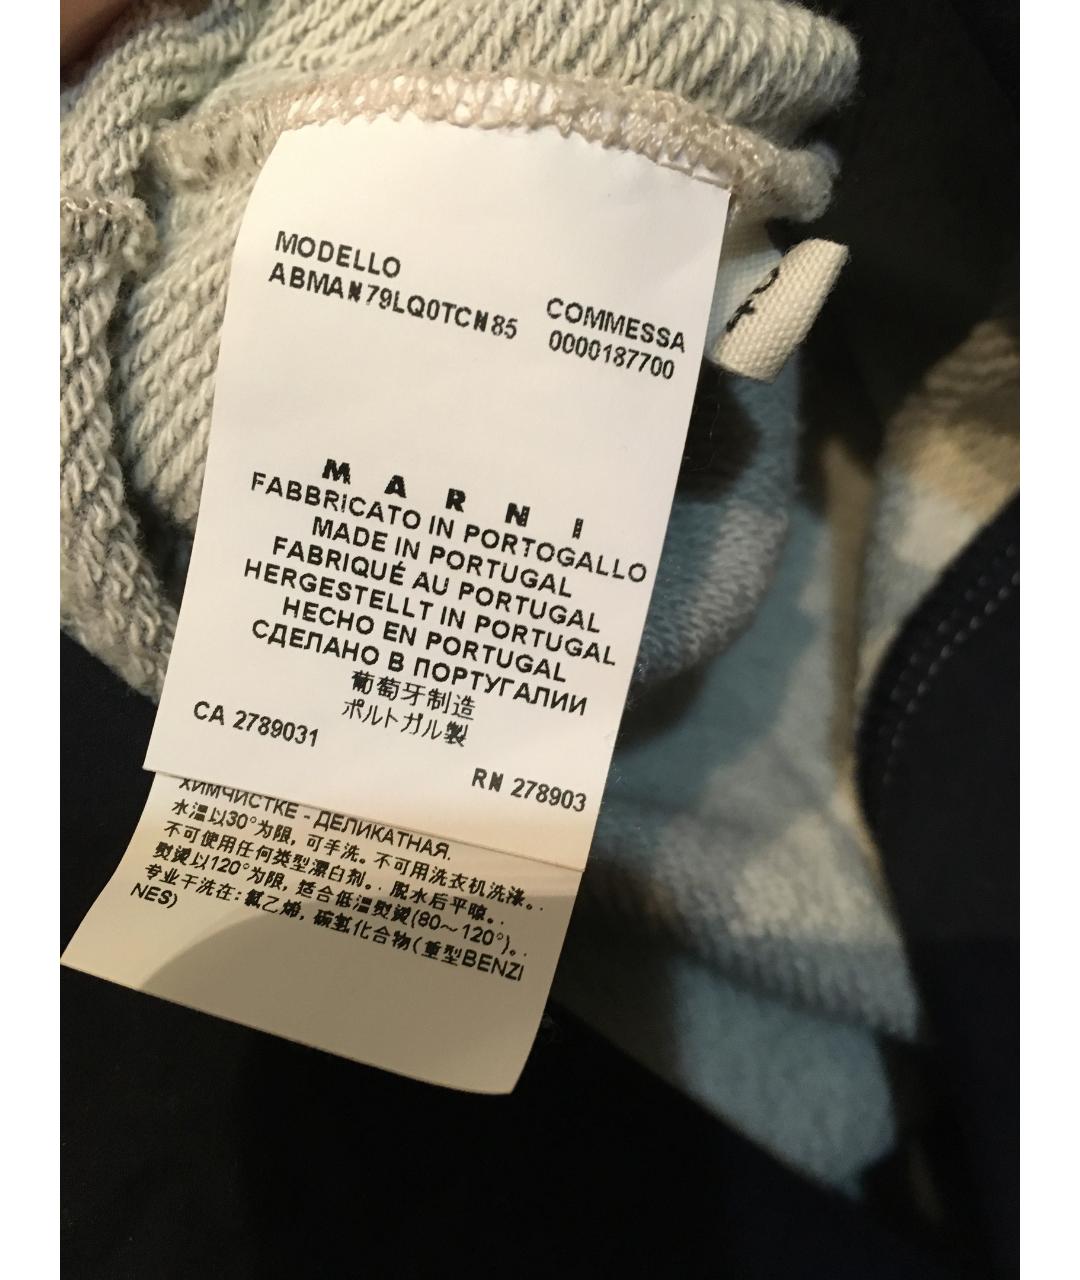 MODELLO
ABMAN79LQ0TCN85
COMMESSA
0000187700
MARNI
FABBRICATO IN PORTOGALLO
MADE IN PORTUGAL
FABRIQUÉ AU PORTUGAL
HERGESTELLT IN PORTUGAL
HECHO EN PORTUGAL
СДЕЛАНО В ПОРТУГАЛИИ
葡萄牙制造
ポルトガル製
CA 2789031
RN 278903
ХИМЧИСТКЕ - ДЕЛИКАТНАЯ.
水温以30°为限, 可手洗。不可用洗衣机洗涤。.
不可使用任何类型漂白剂。. 脱水后平晾。.
熨烫以120°为限, 适合低温熨烫(80～120°)。.
专业干洗在: 氯乙烯, 碳氢化合物(重型BENZI
NES)